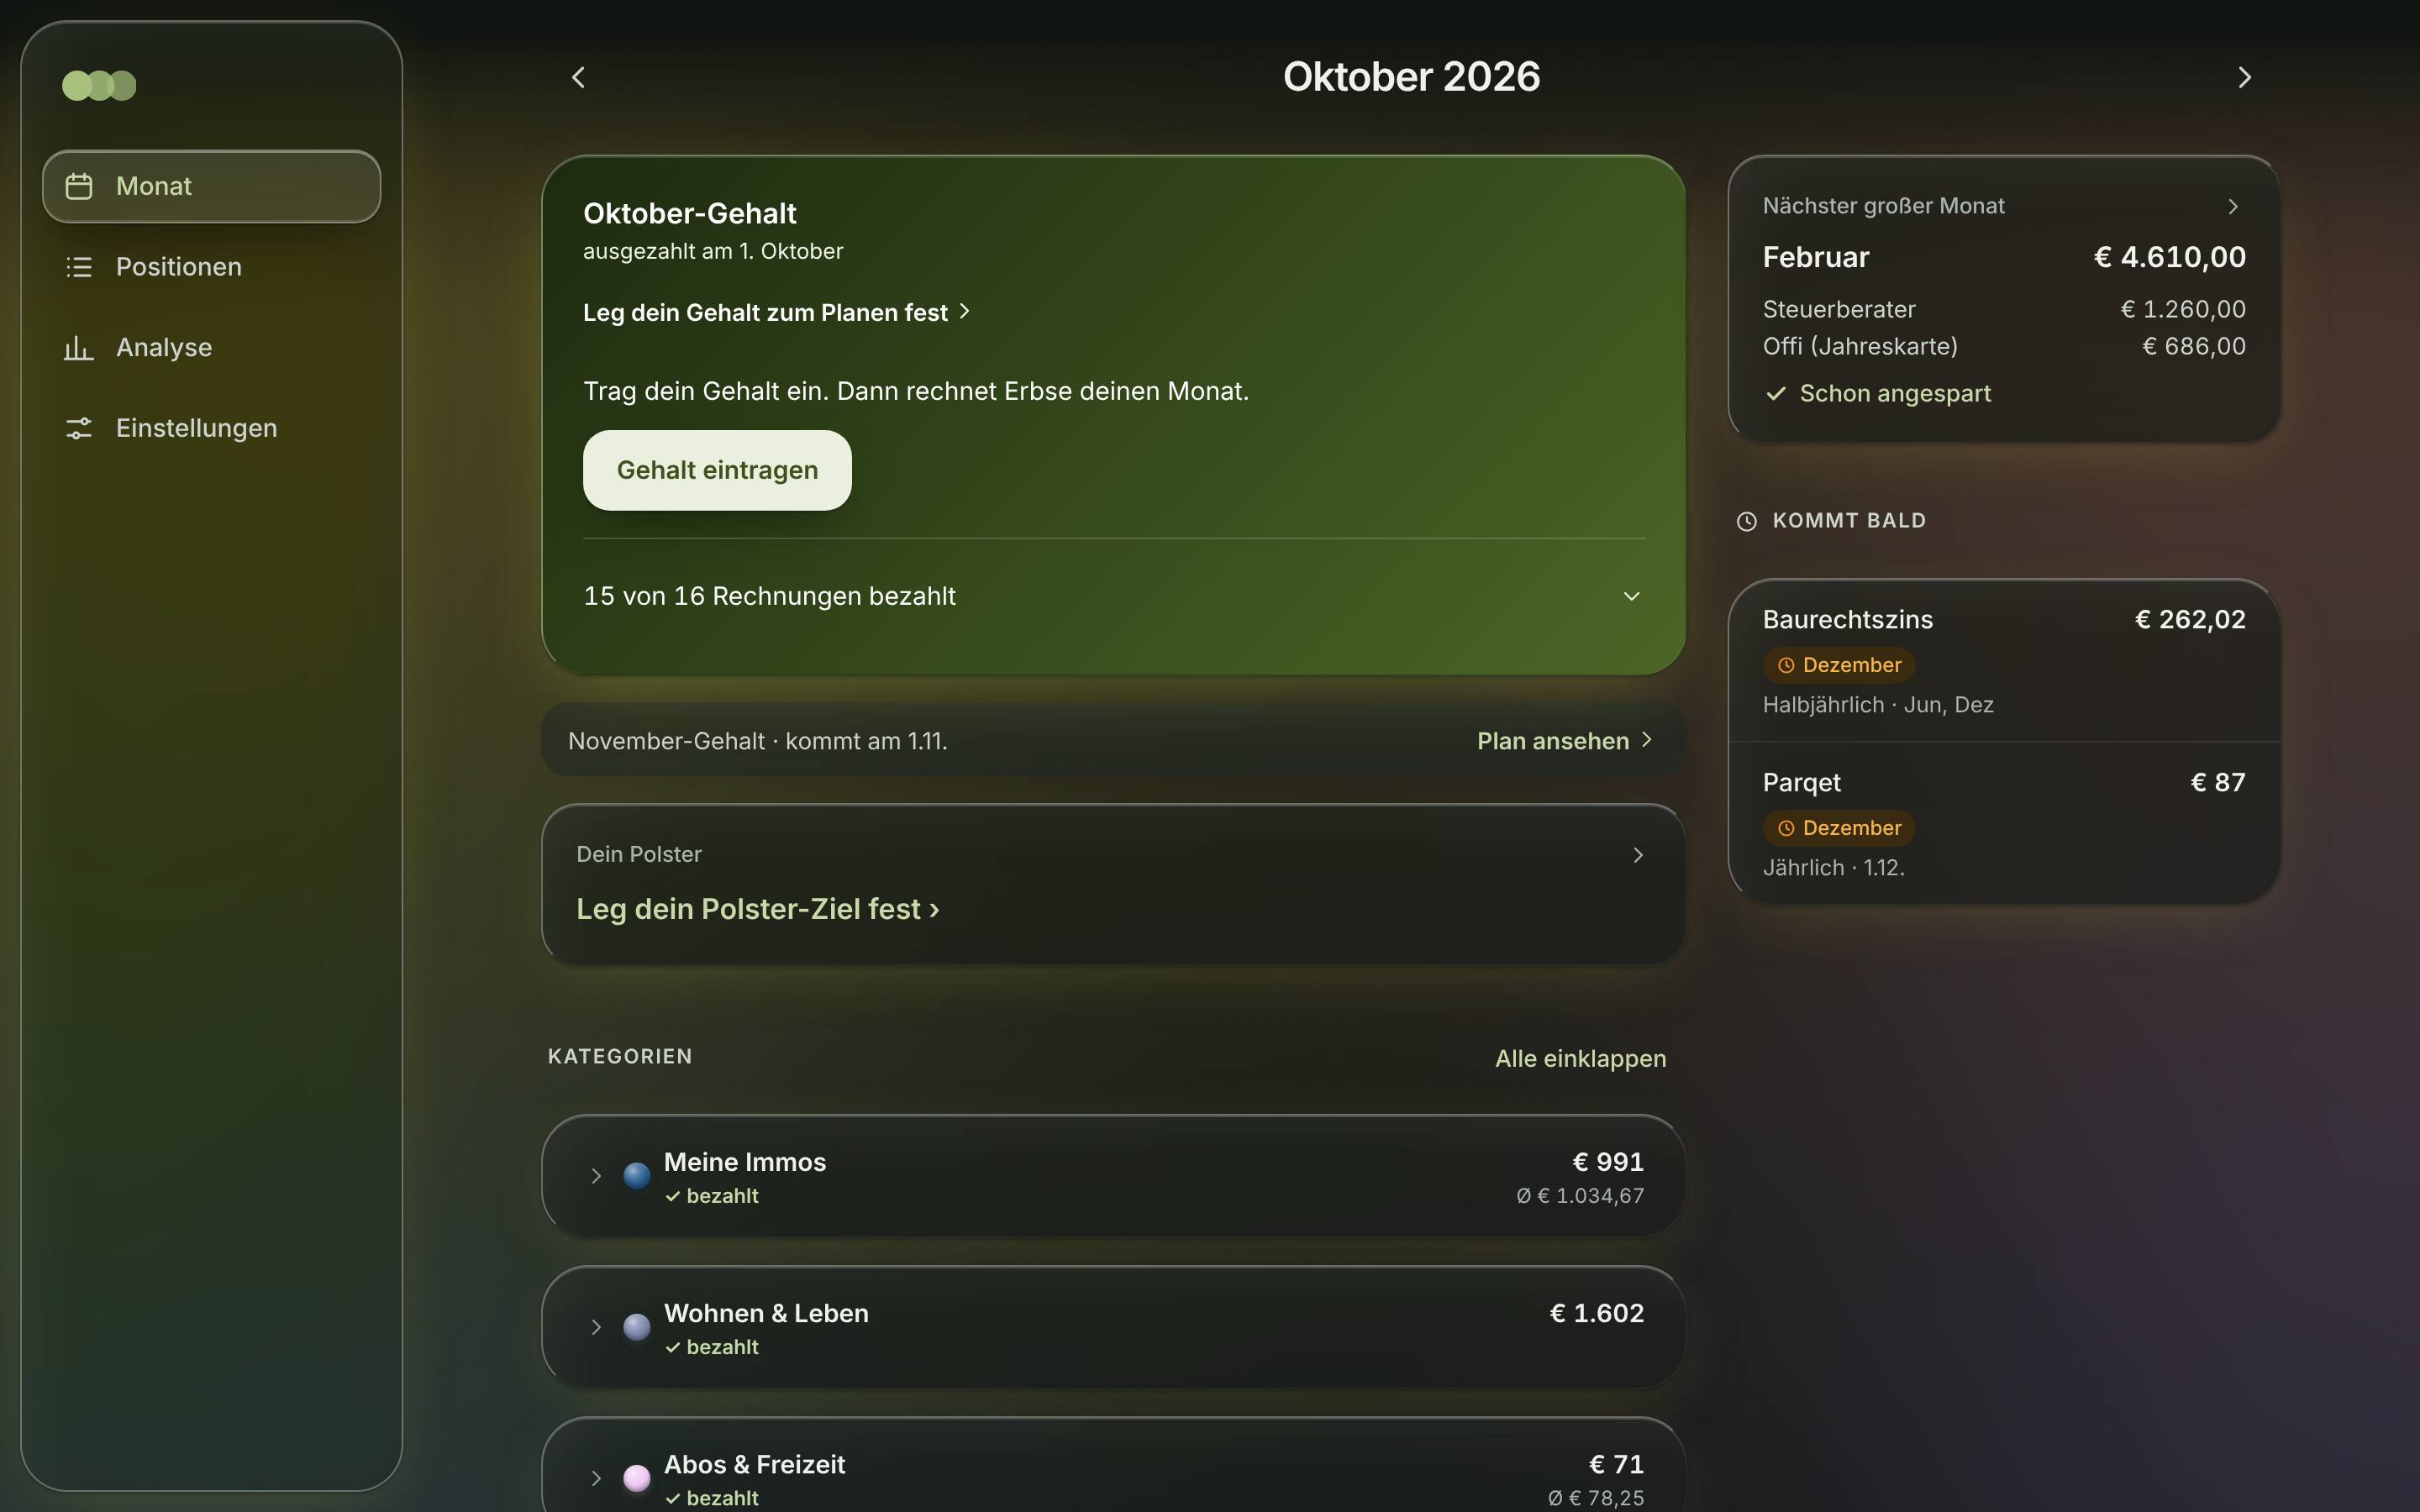 Monat
Positionen
Analyse
Einstellungen
Oktober 2026
Oktober-Gehalt
ausgezahlt am 1. Oktober
Leg dein Gehalt zum Planen fest
Trag dein Gehalt ein. Dann rechnet Erbse deinen Monat.
Gehalt eintragen
15 von 16 Rechnungen bezahlt
November-Gehalt · kommt am 1.11.
Plan ansehen
Dein Polster
Leg dein Polster-Ziel fest ›
KATEGORIEN
Alle einklappen
Meine Immos € 991
bezahlt Ø € 1.034,67
Wohnen & Leben € 1.602
bezahlt
Abos & Freizeit € 71
bezahlt Ø € 78,25
Nächster großer Monat
Februar € 4.610,00
Steuerberater € 1.260,00
Offi (Jahreskarte) € 686,00
Schon angespart
KOMMT BALD
Baurechtszins € 262,02
Dezember
Halbjährlich · Jun, Dez
Parqet € 87
Dezember
Jährlich · 1.12.